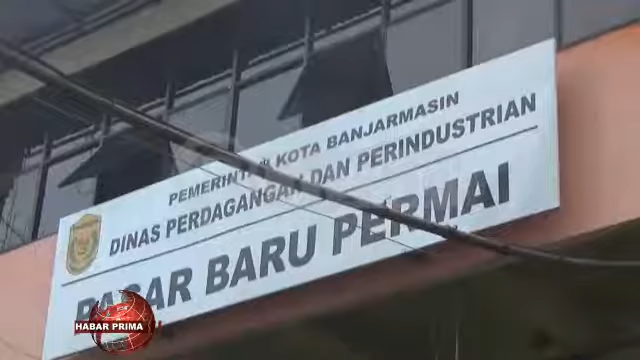 PEMERINTAH KOTA BANJARMASIN
DINAS PERDAGANGAN DAN PERINDUSTRIAN
PASAR BARU PERMAI
HABAR PRIMA